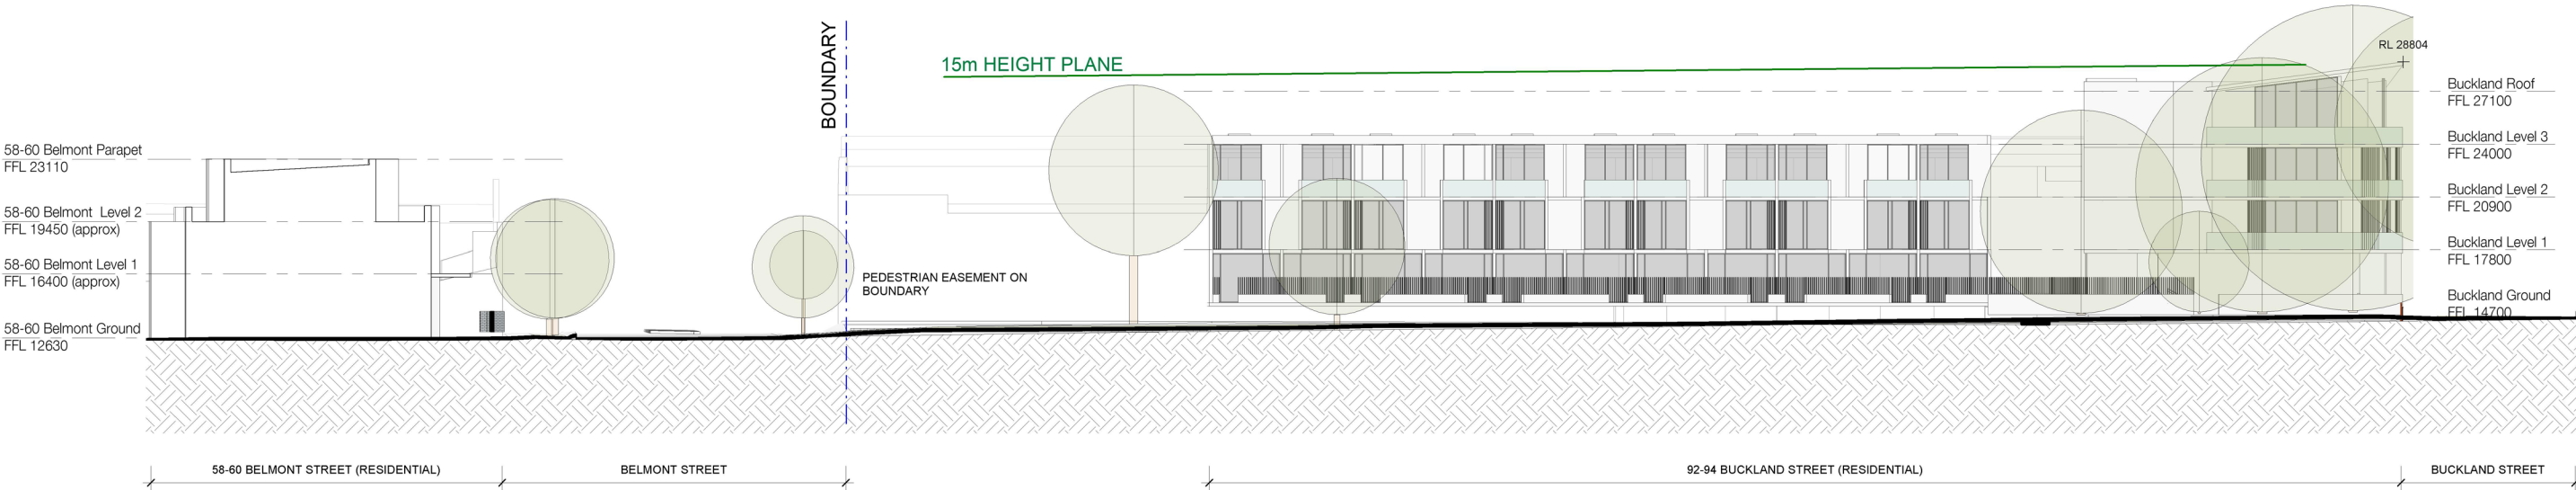 BOUNDARY
15m HEIGHT PLANE
RL 28804
58-60 Belmont Parapet
FFL 23110
58-60 Belmont Level 2
FFL 19450 (approx)
58-60 Belmont Level 1
FFL 16400 (approx)
58-60 Belmont Ground
FFL 12630
PEDESTRIAN EASEMENT ON
BOUNDARY
Buckland Roof
FFL 27100
Buckland Level 3
FFL 24000
Buckland Level 2
FFL 20900
Buckland Level 1
FFL 17800
Buckland Ground
FFL 14700
58-60 BELMONT STREET (RESIDENTIAL)
BELMONT STREET
92-94 BUCKLAND STREET (RESIDENTIAL)
BUCKLAND STREET